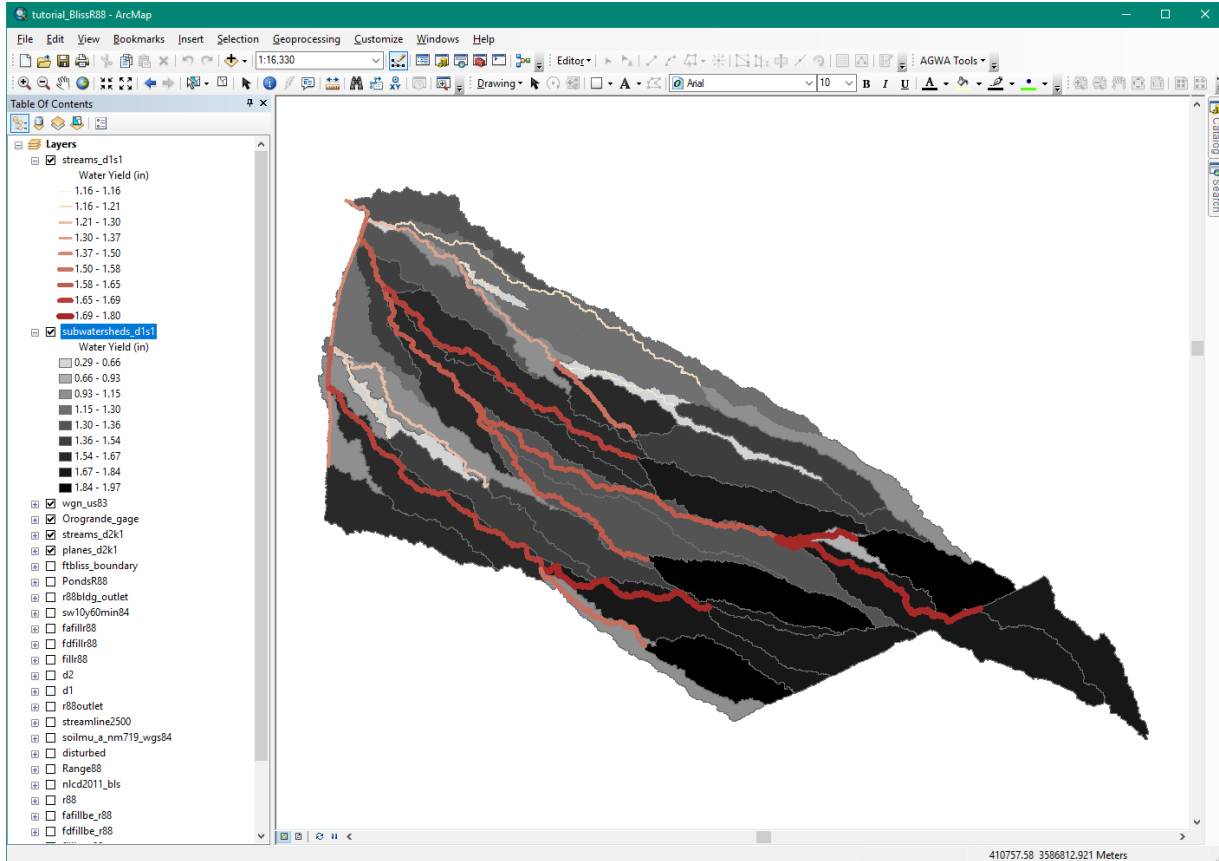 tutorial_BlissR88 - ArcMap
File Edit View Bookmarks Insert Selection Geoprocessing Customize Windows Help
1:16,330 Editor AGWA Tools
Drawing A Arial 10 B I U A
Table Of Contents
Layers
streams_d1s1
Water Yield (in)
1.16 - 1.16
1.16 - 1.21
1.21 - 1.30
1.30 - 1.37
1.37 - 1.50
1.50 - 1.58
1.58 - 1.65
1.65 - 1.69
1.69 - 1.80
subwatersheds_d1s1
Water Yield (in)
0.29 - 0.66
0.66 - 0.93
0.93 - 1.15
1.15 - 1.30
1.30 - 1.36
1.36 - 1.54
1.54 - 1.67
1.67 - 1.84
1.84 - 1.97
wgn_us83
Orogrande_gage
streams_d2k1
planes_d2k1
ftbliss_boundary
PondsR88
r88bldg_outlet
sw10y60min84
fafillr88
fdfillr88
fillr88
d2
d1
r88outlet
streamline2500
soilmu_a_nm719_wgs84
disturbed
Range88
nlcd2011_bls
r88
fafillbe_r88
fdfillbe_r88
Catalog
Search
410757.58 3586812.921 Meters